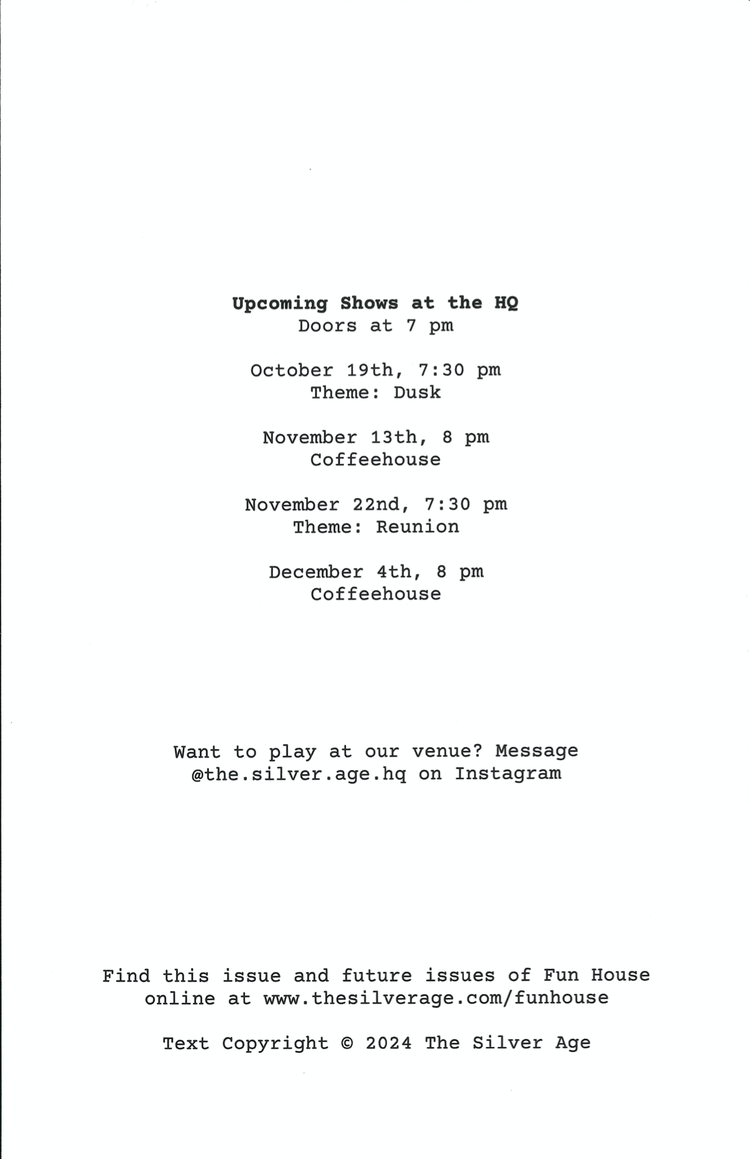 Upcoming Shows at the HQ
Doors at 7 pm
October 19th, 7:30 pm
Theme: Dusk
November 13th, 8 pm
Coffeehouse
November 22nd, 7:30 pm
Theme: Reunion
December 4th, 8 pm
Coffeehouse
Want to play at our venue? Message
@the.silver.age.hq on Instagram
Find this issue and future issues of Fun House
online at www.thesilverage.com/funhouse
Text Copyright © 2024 The Silver Age